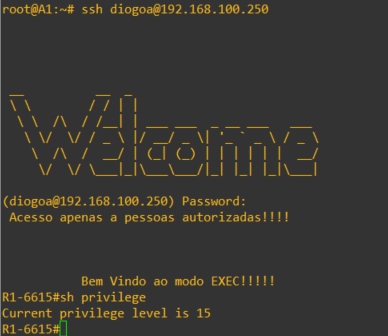 root@A1:~# ssh diogoa@192.168.100.250
Welcome
(diogoa@192.168.100.250) Password:
Acesso apenas a pessoas autorizadas!!!!
Bem Vindo ao modo EXEC!!!!!
R1-6615#sh privilege
Current privilege level is 15
R1-6615#